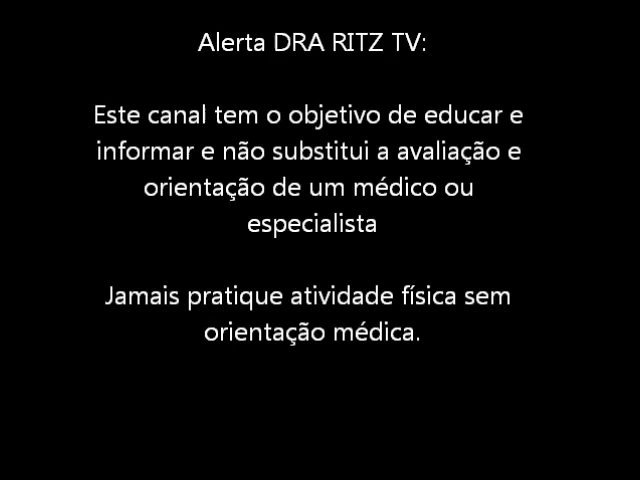 Alerta DRA RITZ TV:
Este canal tem o objetivo de educar e
informar e não substitui a avaliação e
orientação de um médico ou
especialista
Jamais pratique atividade física sem
orientação médica.